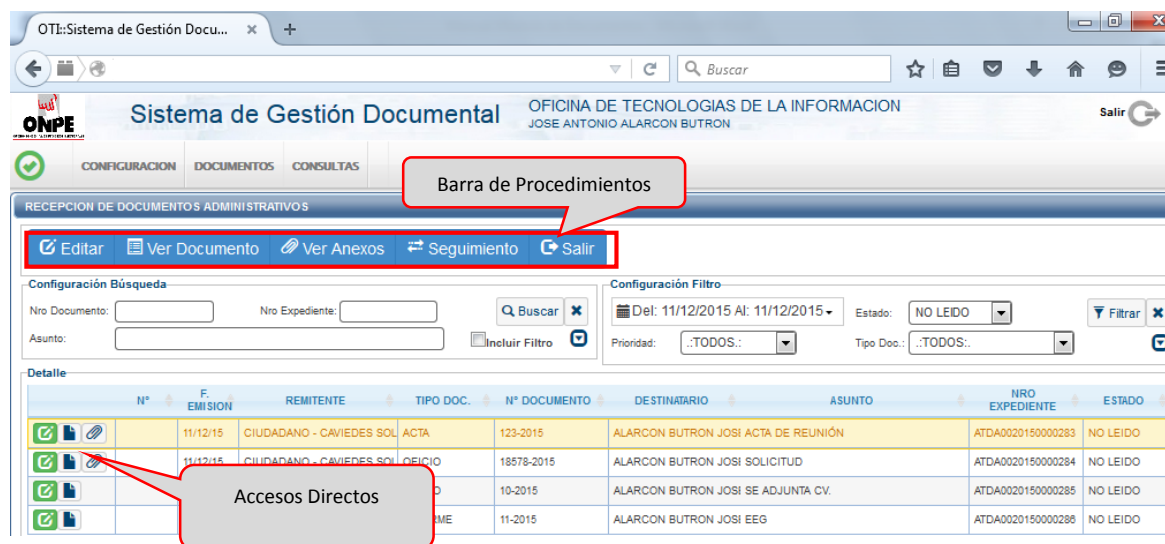 OTI::Sistema de Gestión Docu...
Buscar
ONPE
Sistema de Gestión Documental
OFICINA DE TECNOLOGIAS DE LA INFORMACION
JOSE ANTONIO ALARCON BUTRON
Salir
CONFIGURACION DOCUMENTOS CONSULTAS
Barra de Procedimientos
RECEPCION DE DOCUMENTOS ADMINISTRATIVOS
Editar Ver Documento Ver Anexos Seguimiento Salir
Configuración Búsqueda
Nro Documento: Nro Expediente: Buscar
Asunto: Incluir Filtro
Configuración Filtro
Del: 11/12/2015 Al: 11/12/2015 Estado: NO LEIDO Filtrar
Prioridad: .:TODOS.: Tipo Doc.: .:TODOS:.
Detalle
N° F. EMISION REMITENTE TIPO DOC. N° DOCUMENTO DESTINATARIO ASUNTO NRO EXPEDIENTE ESTADO
11/12/15 CIUDADANO - CAVIEDES SOL ACTA 123-2015 ALARCON BUTRON JOSI ACTA DE REUNIÓN ATDA0020150000283 NO LEIDO
11/12/15 CIUDADANO - CAVIEDES SOL OFICIO 18578-2015 ALARCON BUTRON JOSI SOLICITUD ATDA0020150000284 NO LEIDO
10-2015 ALARCON BUTRON JOSI SE ADJUNTA CV. ATDA0020150000285 NO LEIDO
11-2015 ALARCON BUTRON JOSI EEG ATDA0020150000286 NO LEIDO
Accesos Directos